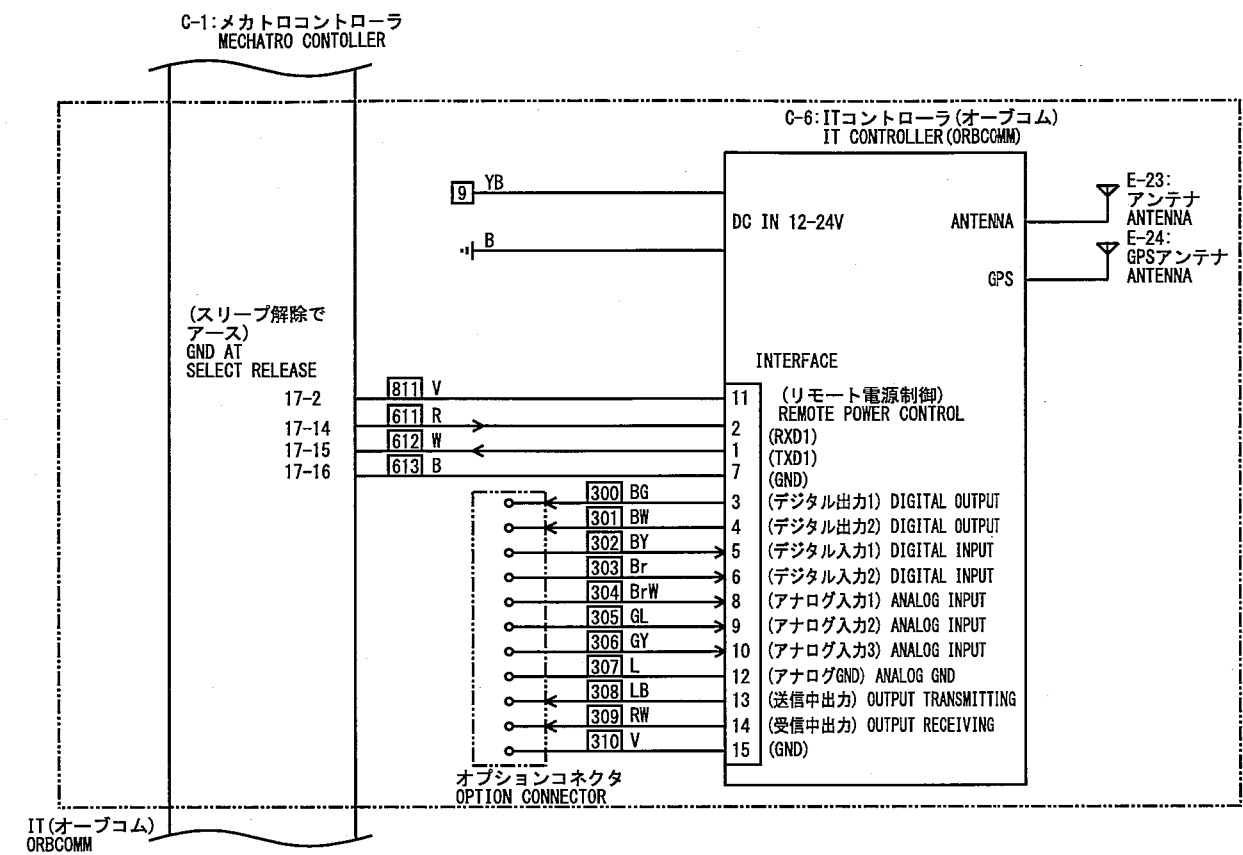 C-1:メカトロコントローラ
MECHATRO CONTOLLER
C-6:ITコントローラ(オーブコム)
IT CONTROLLER(ORBCOMM)
9 YB
B
DC IN 12-24V
ANTENNA
GPS
E-23:
アンテナ
ANTENNA
E-24:
GPSアンテナ
ANTENNA
(スリープ解除で
アース)
GND AT
SELECT RELEASE
INTERFACE
17-2 811 V 11 (リモート電源制御)
REMOTE POWER CONTROL
17-14 611 R 2 (RXD1)
17-15 612 W 1 (TXD1)
17-16 613 B 7 (GND)
300 BG 3 (デジタル出力1) DIGITAL OUTPUT
301 BW 4 (デジタル出力2) DIGITAL OUTPUT
302 BY 5 (デジタル入力1) DIGITAL INPUT
303 Br 6 (デジタル入力2) DIGITAL INPUT
304 BrW 8 (アナログ入力1) ANALOG INPUT
305 GL 9 (アナログ入力2) ANALOG INPUT
306 GY 10 (アナログ入力3) ANALOG INPUT
307 L 12 (アナログGND) ANALOG GND
308 LB 13 (送信中出力) OUTPUT TRANSMITTING
309 RW 14 (受信中出力) OUTPUT RECEIVING
310 V 15 (GND)
オプションコネクタ
OPTION CONNECTOR
IT(オーブコム)
ORBCOMM